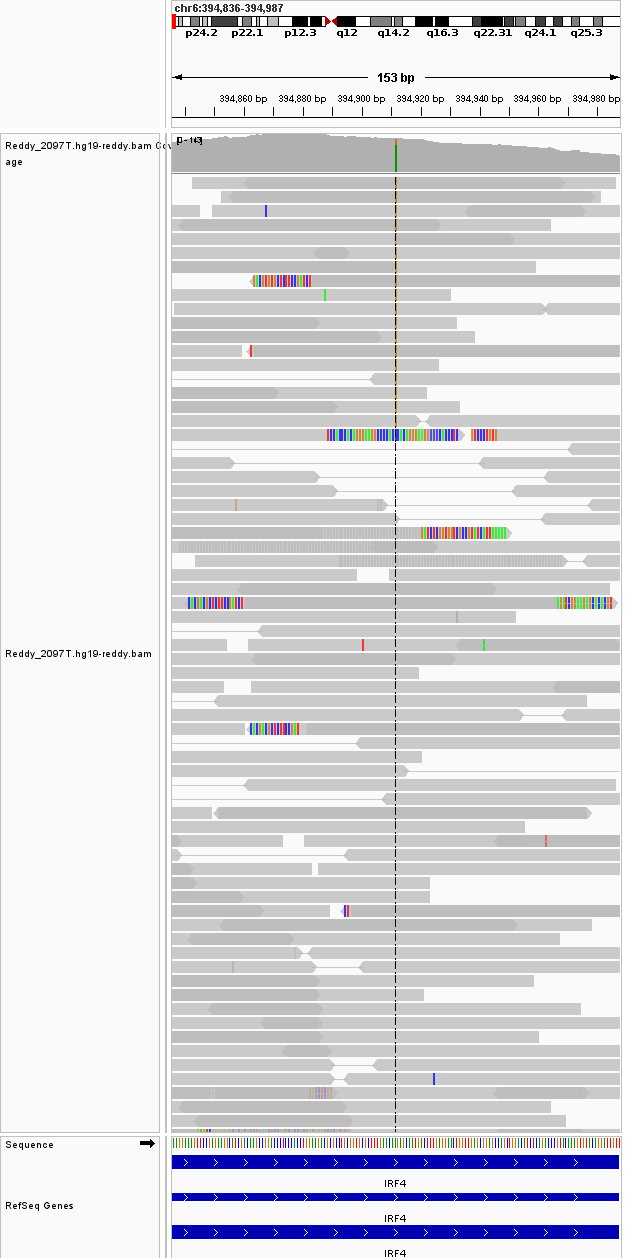 chr6:394,836-394,987
p24.2 p22.1 p12.3 q12 q14.2 q16.3 q22.31 q24.1 q25.3
153 bp
394,860 bp 394,880 bp 394,900 bp 394,920 bp 394,940 bp 394,960 bp 394,980 bp
Reddy_2097T.hg19-reddy.bam Cov
age
Reddy_2097T.hg19-reddy.bam
Sequence
IRF4
RefSeq Genes
IRF4
IRF4